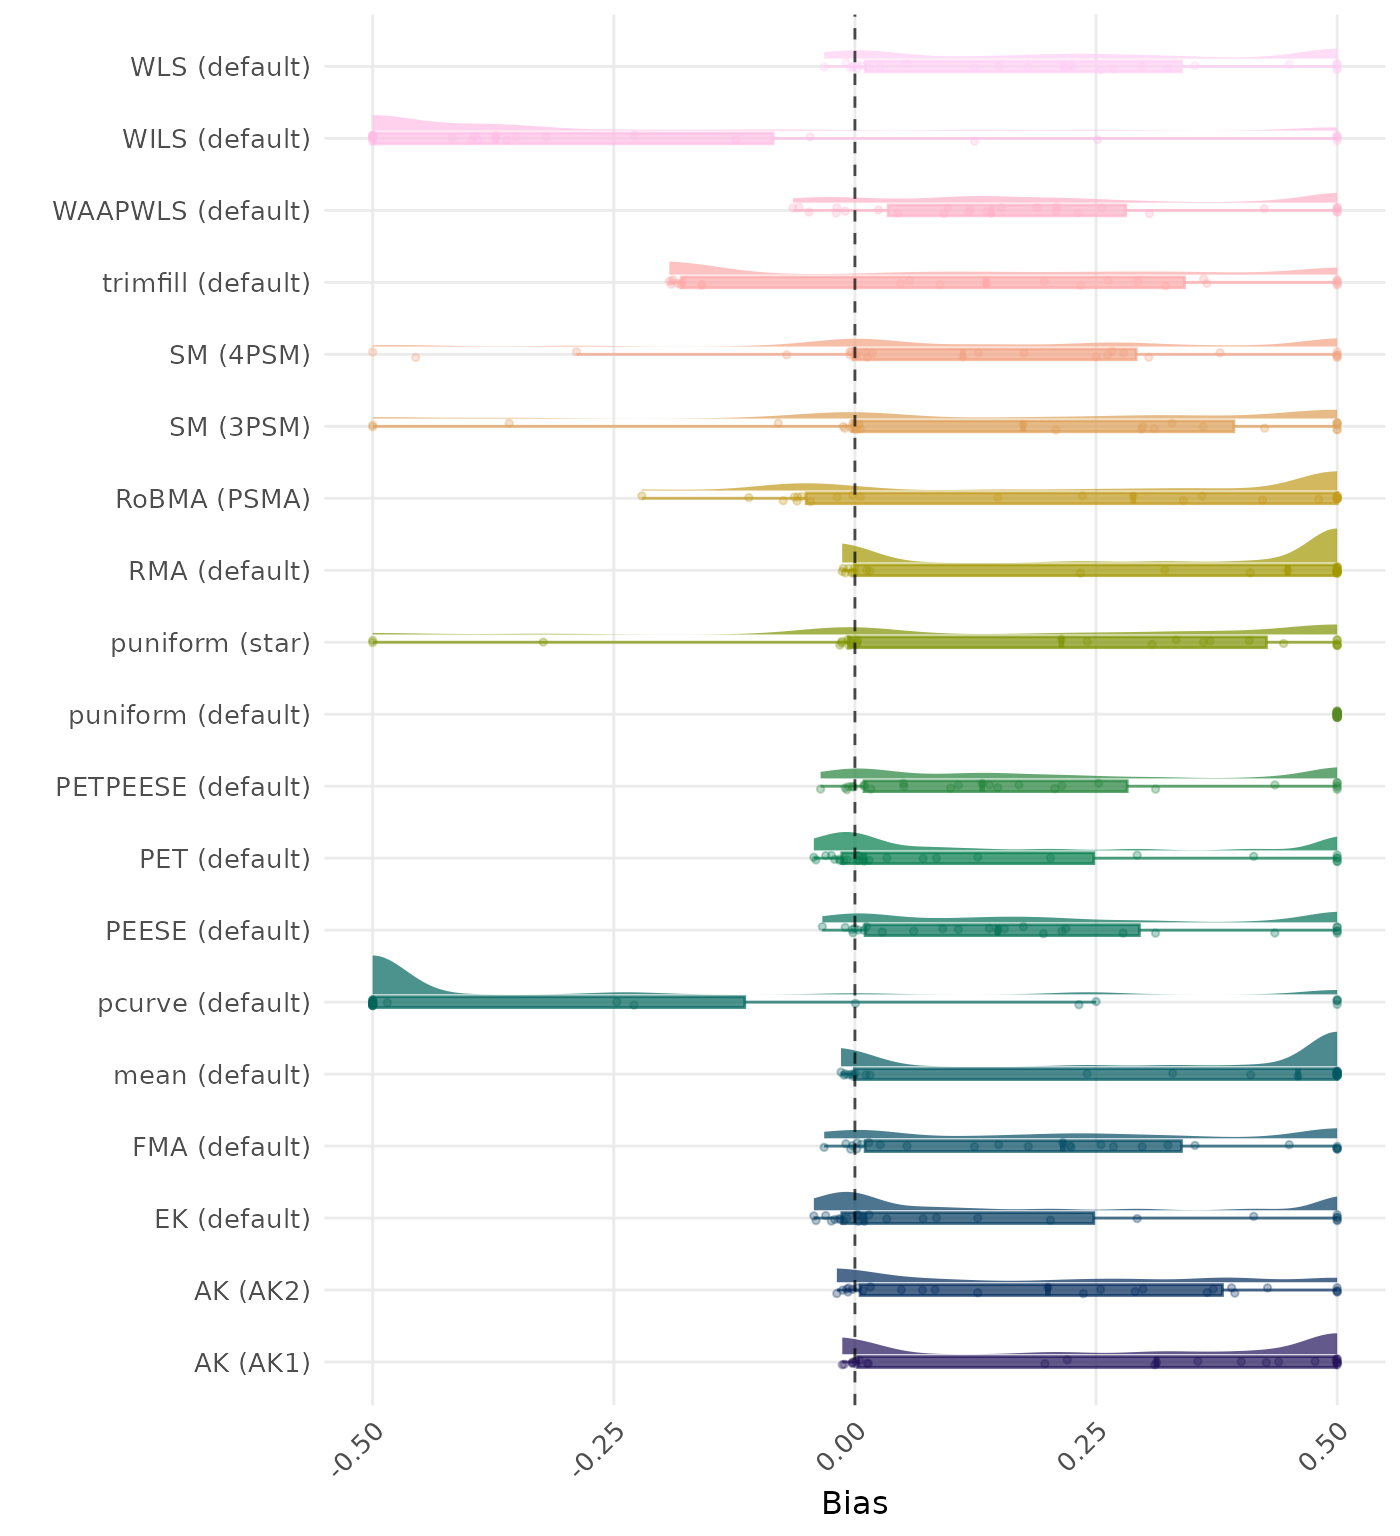 WLS (default)
WILS (default)
WAAPWLS (default)
trimfill (default)
SM (4PSM)
SM (3PSM)
RoBMA (PSMA)
RMA (default)
puniform (star)
puniform (default)
PETPEESE (default)
PET (default)
PEESE (default)
pcurve (default)
mean (default)
FMA (default)
EK (default)
AK (AK2)
AK (AK1)
-0.50
-0.25
0.00
0.25
0.50
Bias